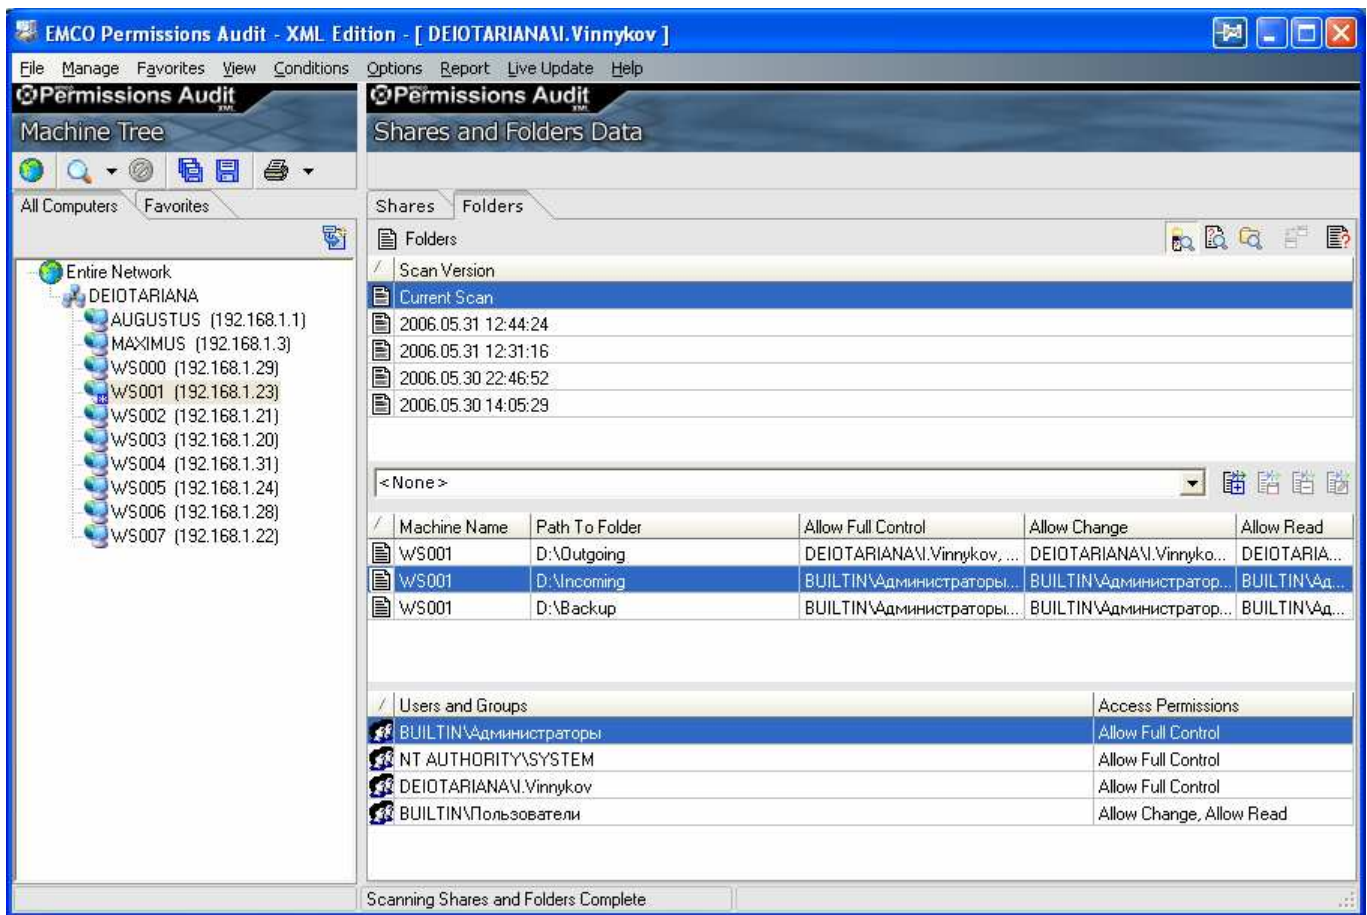 EMCO Permissions Audit - XML Edition - [ DEIOTARIANA\I.Vinnykov ]
File Manage Favorites View Conditions Options Report Live Update Help
Permissions Audit XML
Machine Tree
All Computers Favorites
Entire Network
DEIOTARIANA
AUGUSTUS (192.168.1.1)
MAXIMUS (192.168.1.3)
WS000 (192.168.1.29)
WS001 (192.168.1.23)
WS002 (192.168.1.21)
WS003 (192.168.1.20)
WS004 (192.168.1.31)
WS005 (192.168.1.24)
WS006 (192.168.1.28)
WS007 (192.168.1.22)
Permissions Audit XML
Shares and Folders Data
Shares Folders
Folders
Scan Version
Current Scan
2006.05.31 12:44:24
2006.05.31 12:31:16
2006.05.30 22:46:52
2006.05.30 14:05:29
<None>
Machine Name Path To Folder Allow Full Control Allow Change Allow Read
WS001 D:\Outgoing DEIOTARIANA\I.Vinnykov, ... DEIOTARIANA\I.Vinnyko... DEIOTARIA...
WS001 D:\Incoming BUILTIN\Администраторы... BUILTIN\Администратор... BUILTIN\Ад...
WS001 D:\Backup BUILTIN\Администраторы... BUILTIN\Администратор... BUILTIN\Ад...
Users and Groups Access Permissions
BUILTIN\Администраторы Allow Full Control
NT AUTHORITY\SYSTEM Allow Full Control
DEIOTARIANA\I.Vinnykov Allow Full Control
BUILTIN\Пользователи Allow Change, Allow Read
Scanning Shares and Folders Complete